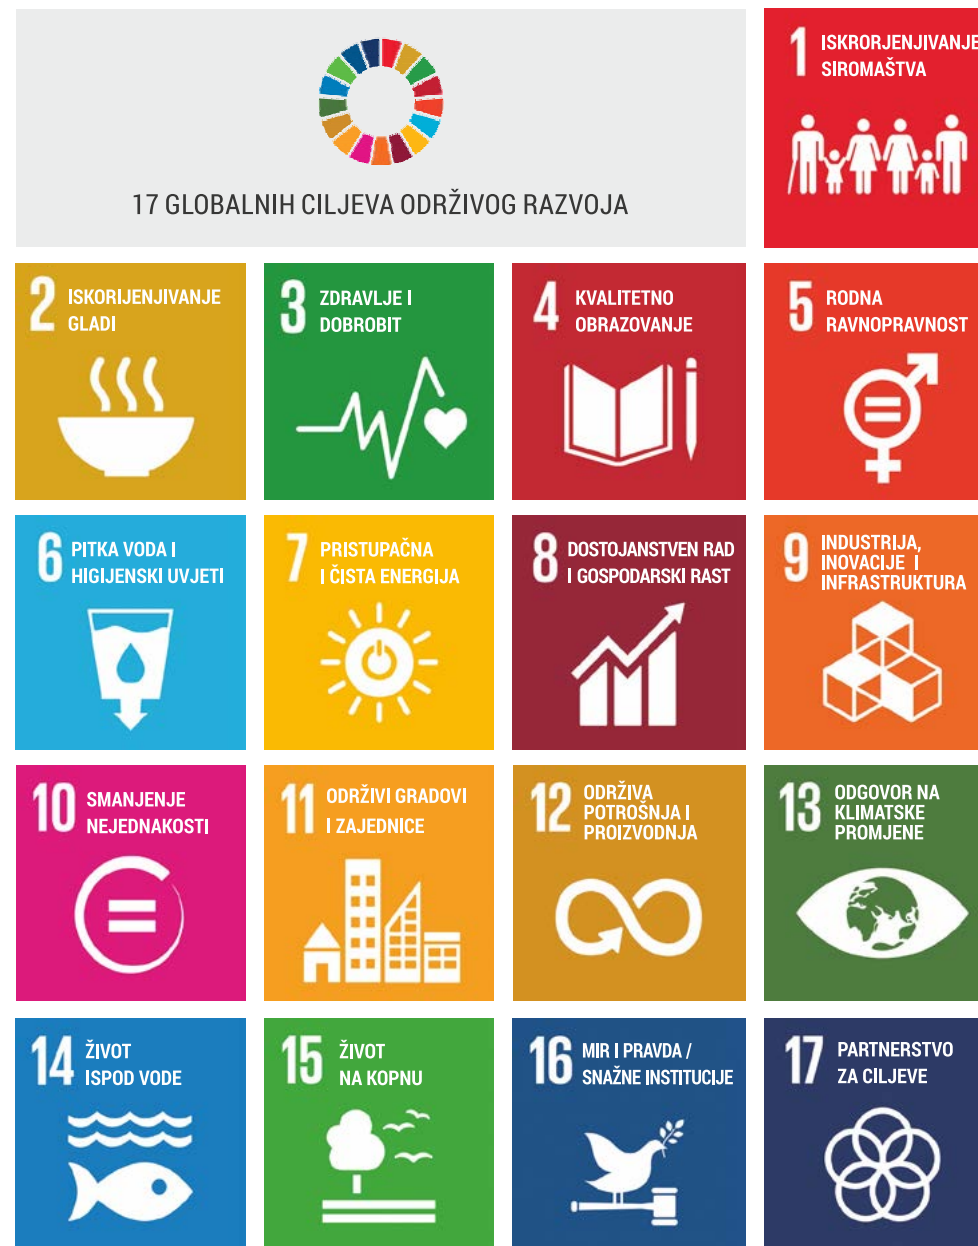 17 GLOBALNIH CILJEVA ODRŽIVOG RAZVOJA
1 ISKRORJENJIVANJE
SIROMAŠTVA
2 ISKORIJENJIVANJE
GLADI
3 ZDRAVLJE I
DOBROBIT
4 KVALITETNO
OBRAZOVANJE
5 RODNA
RAVNOPRAVNOST
6 PITKA VODA I
HIGIJENSKI UVJETI
7 PRISTUPAČNA
I ČISTA ENERGIJA
8 DOSTOJANSTVEN RAD
I GOSPODARSKI RAST
9 INDUSTRIJA,
INOVACIJE I
INFRASTRUKTURA
10 SMANJENJE
NEJEDNAKOSTI
11 ODRŽIVI GRADOVI
I ZAJEDNICE
12 ODRŽIVA
POTROŠNJA I
PROIZVODNJA
13 ODGOVOR NA
KLIMATSKE
PROMJENE
14 ŽIVOT
ISPOD VODE
15 ŽIVOT
NA KOPNU
16 MIR I PRAVDA /
SNAŽNE INSTITUCIJE
17 PARTNERSTVO
ZA CILJEVE